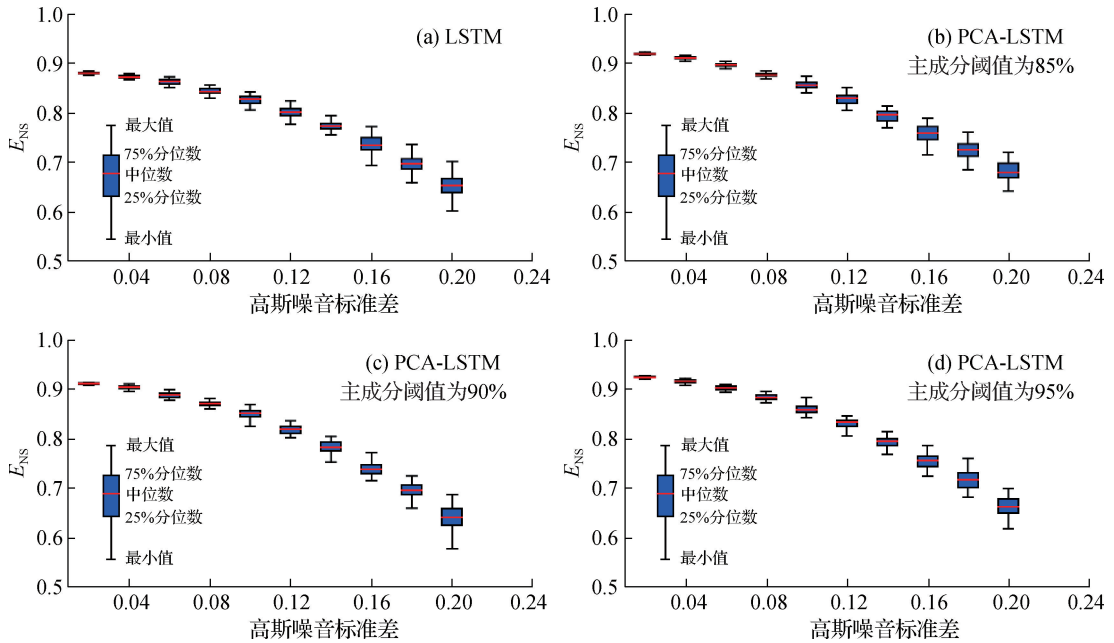 (a) LSTM
E_NS
1.0
0.9
0.8
0.7
0.6
0.5
最大值
75%分位数
中位数
25%分位数
最小值
0.04 0.08 0.12 0.16 0.20 0.24
高斯噪音标准差
(b) PCA-LSTM
主成分阈值为85%
E_NS
1.0
0.9
0.8
0.7
0.6
0.5
最大值
75%分位数
中位数
25%分位数
最小值
0.04 0.08 0.12 0.16 0.20 0.24
高斯噪音标准差
(c) PCA-LSTM
主成分阈值为90%
E_NS
1.0
0.9
0.8
0.7
0.6
0.5
最大值
75%分位数
中位数
25%分位数
最小值
0.04 0.08 0.12 0.16 0.20 0.24
高斯噪音标准差
(d) PCA-LSTM
主成分阈值为95%
E_NS
1.0
0.9
0.8
0.7
0.6
0.5
最大值
75%分位数
中位数
25%分位数
最小值
0.04 0.08 0.12 0.16 0.20 0.24
高斯噪音标准差